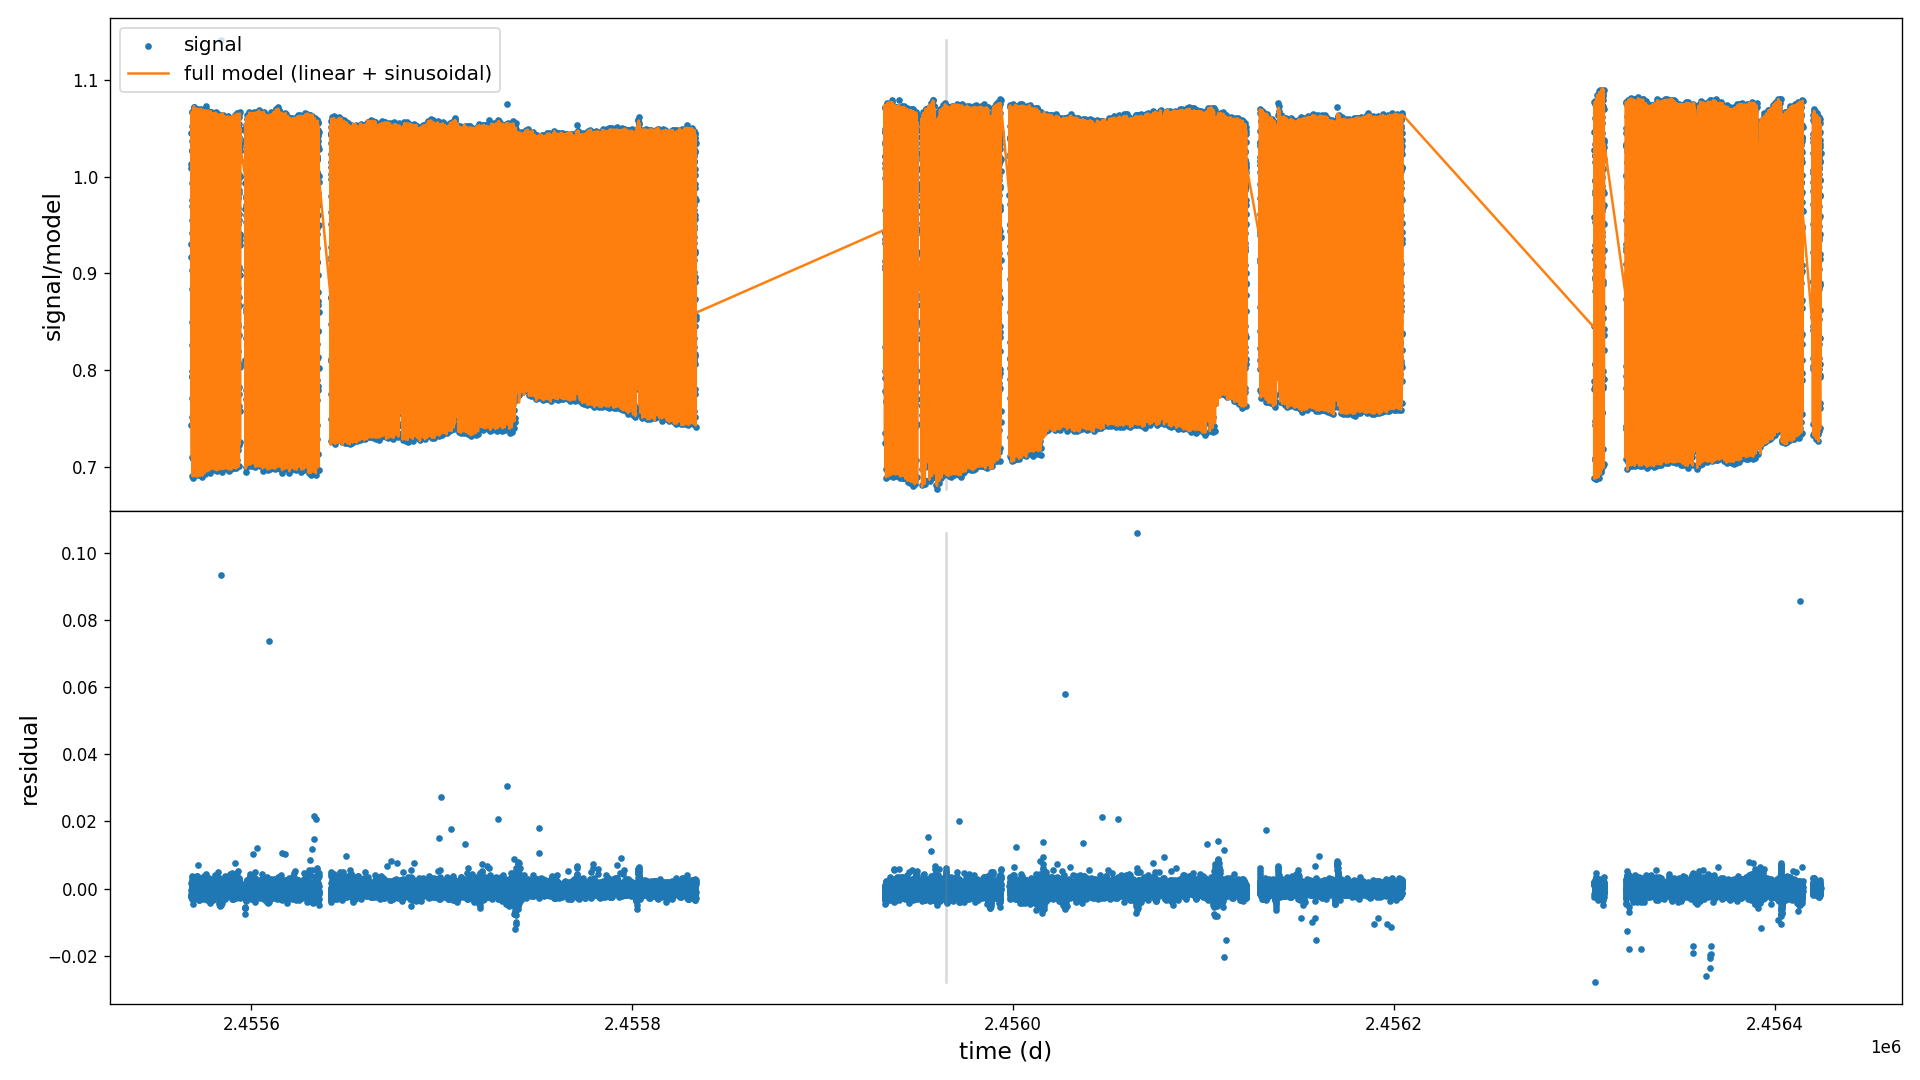 signal
full model (linear + sinusoidal)
signal/model
1.1
1.0
0.9
0.8
0.7
residual
0.10
0.08
0.06
0.04
0.02
0.00
−0.02
2.4556
2.4558
2.4560
2.4562
2.4564
1e6
time (d)